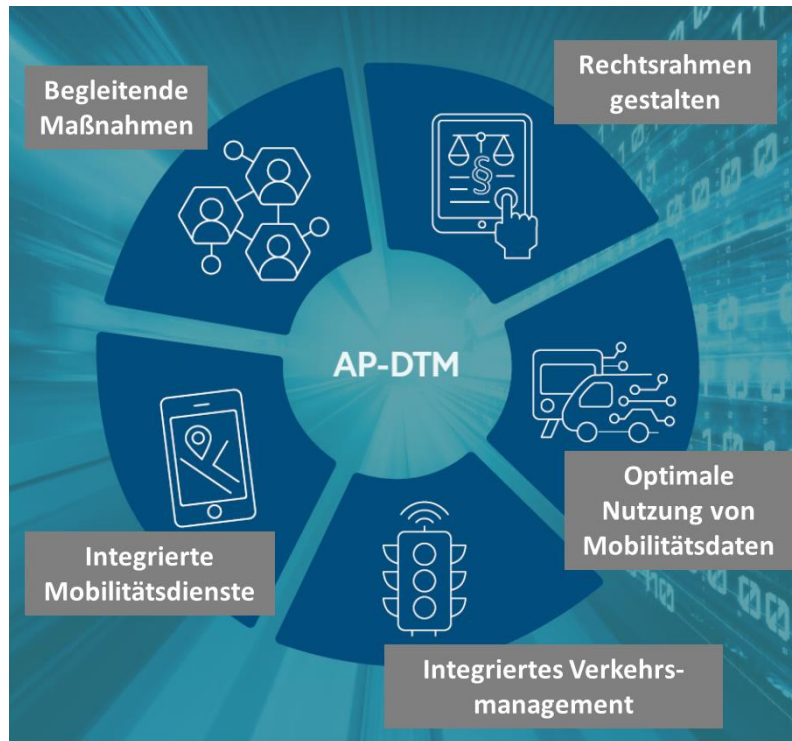 Begleitende
Maßnahmen
Rechtsrahmen
gestalten
§
AP-DTM
Optimale
Nutzung von
Mobilitätsdaten
Integrierte
Mobilitätsdienste
Integriertes Verkehrs-
management